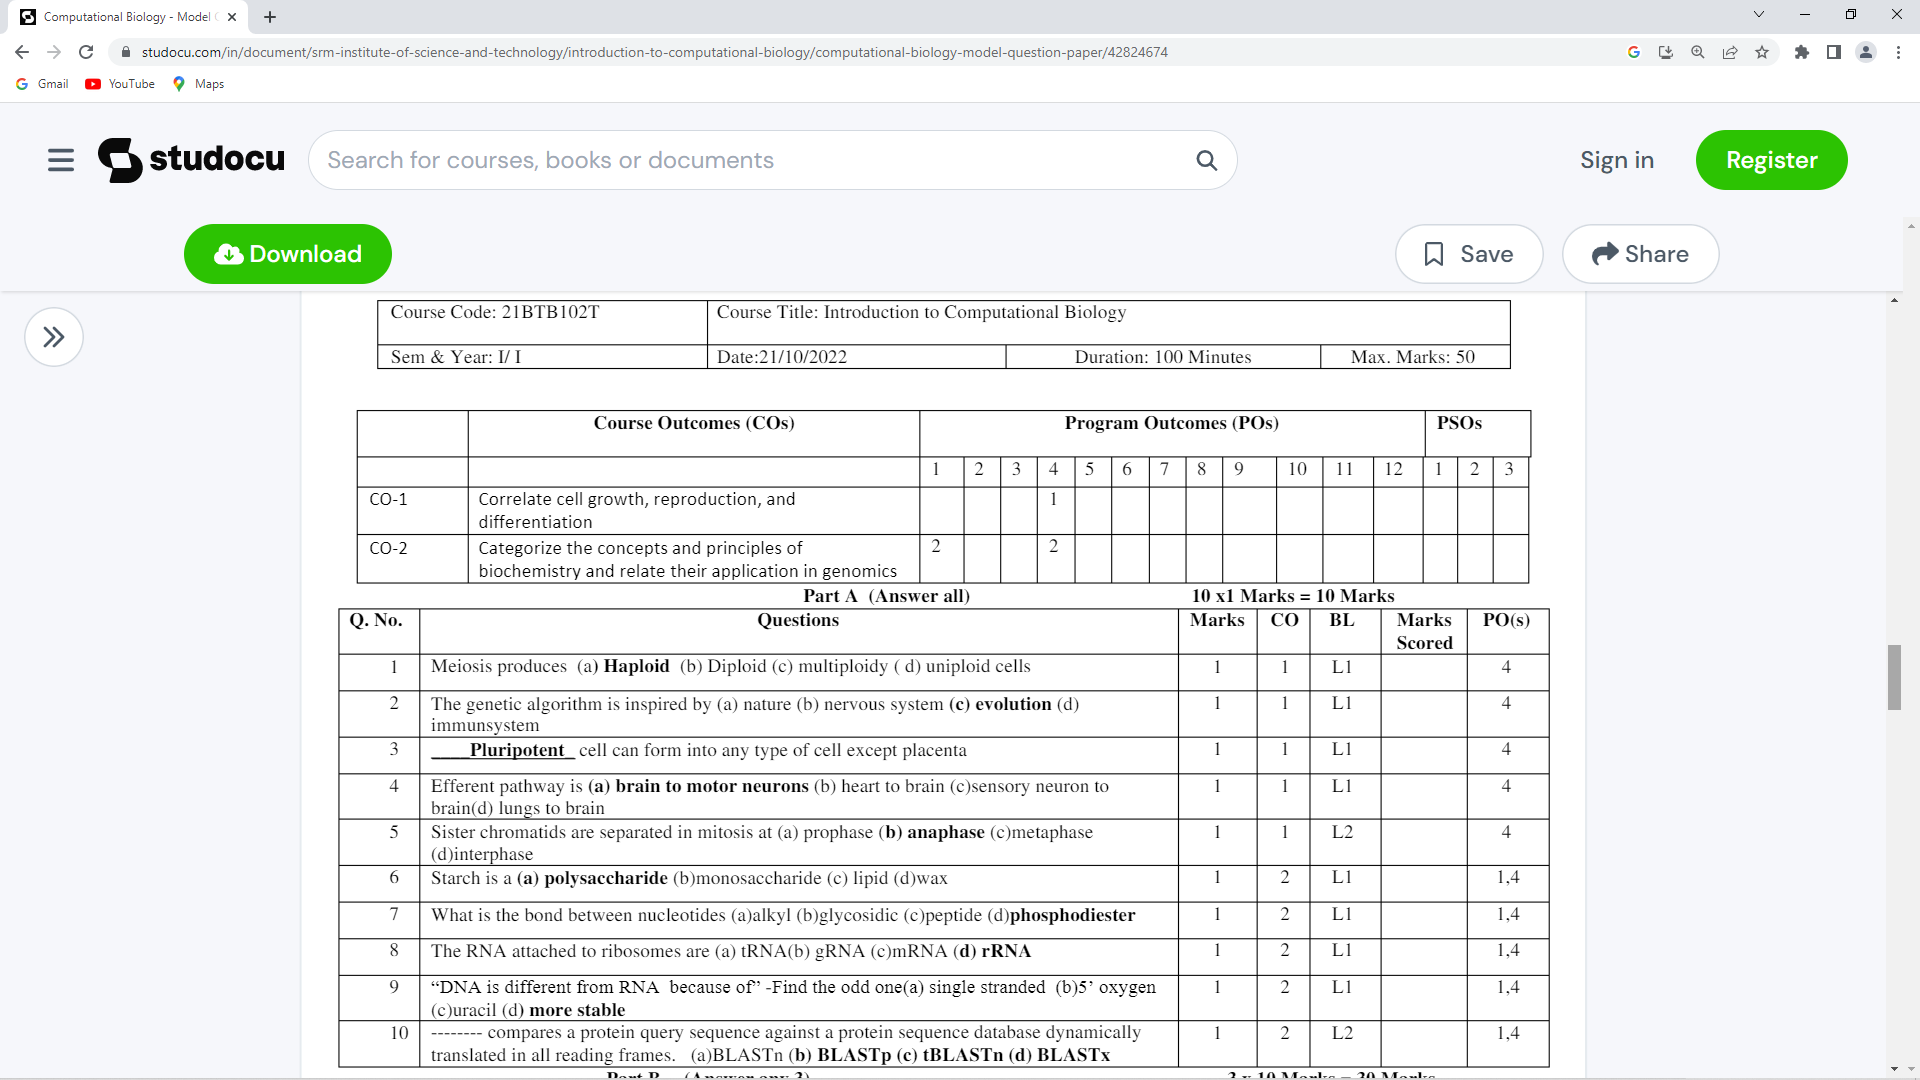 Computational Biology - Model
studocu.com/in/document/srm-institute-of-science-and-technology/introduction-to-computational-biology/computational-biology-model-question-paper/42824674
Gmail YouTube Maps
studocu Search for courses, books or documents Sign in Register
Download Save Share
Course Code: 21BTB102T Course Title: Introduction to Computational Biology
Sem & Year: I/ I Date:21/10/2022 Duration: 100 Minutes Max. Marks: 50
Course Outcomes (COs) Program Outcomes (POs) PSOs
1 2 3 4 5 6 7 8 9 10 11 12 1 2 3
CO-1 Correlate cell growth, reproduction, and 1
differentiation
CO-2 Categorize the concepts and principles of 2 2
biochemistry and relate their application in genomics
Part A (Answer all) 10 x1 Marks = 10 Marks
Q. No. Questions Marks CO BL Marks PO(s)
Scored
1 Meiosis produces (a) Haploid (b) Diploid (c) multiploidy ( d) uniploid cells 1 1 L1 4
2 The genetic algorithm is inspired by (a) nature (b) nervous system (c) evolution (d) 1 1 L1 4
immunsystem
3 ____Pluripotent_ cell can form into any type of cell except placenta 1 1 L1 4
4 Efferent pathway is (a) brain to motor neurons (b) heart to brain (c)sensory neuron to 1 1 L1 4
brain(d) lungs to brain
5 Sister chromatids are separated in mitosis at (a) prophase (b) anaphase (c)metaphase 1 1 L2 4
(d)interphase
6 Starch is a (a) polysaccharide (b)monosaccharide (c) lipid (d)wax 1 2 L1 1,4
7 What is the bond between nucleotides (a)alkyl (b)glycosidic (c)peptide (d)phosphodiester 1 2 L1 1,4
8 The RNA attached to ribosomes are (a) tRNA(b) gRNA (c)mRNA (d) rRNA 1 2 L1 1,4
9 “DNA is different from RNA because of” -Find the odd one(a) single stranded (b)5’ oxygen 1 2 L1 1,4
(c)uracil (d) more stable
10 -------- compares a protein query sequence against a protein sequence database dynamically 1 2 L2 1,4
translated in all reading frames. (a)BLASTn (b) BLASTp (c) tBLASTn (d) BLASTx
Part B (Answer any 3) 3 x 10 Marks = 30 Marks